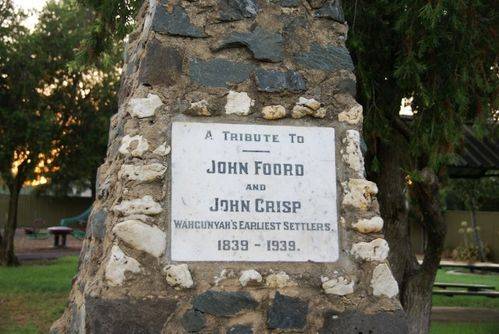 A TRIBUTE TO
JOHN FOORD
AND
JOHN CRISP
WAHGUNYAH'S EARLIEST SETTLERS.
1839 - 1939.